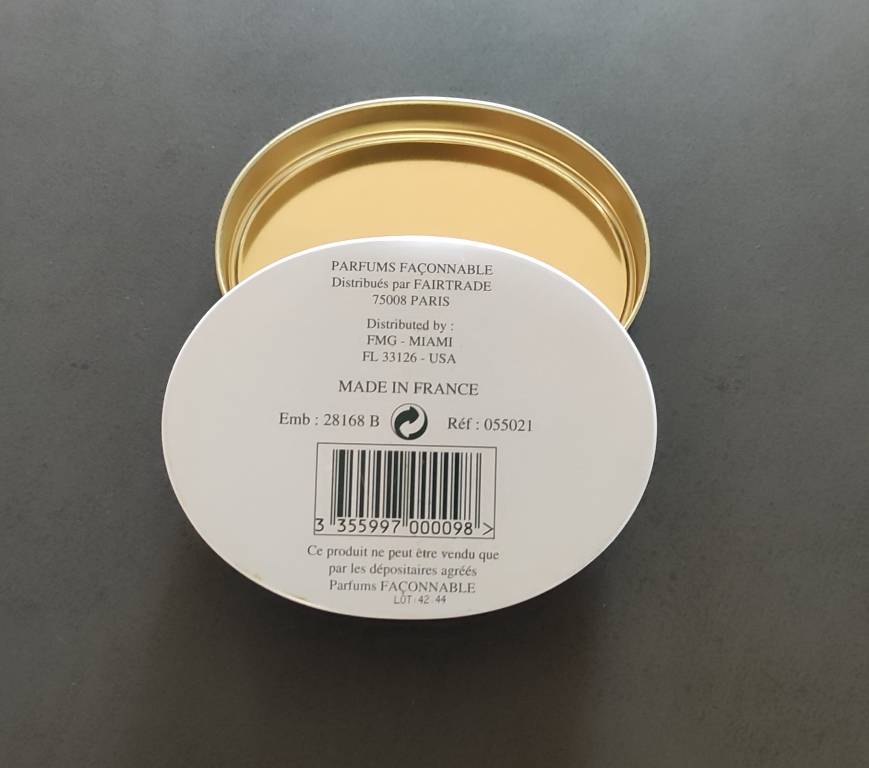 PARFUMS FAÇONNABLE
Distribués par FAIRTRADE
75008 PARIS
Distributed by :
FMG - MIAMI
FL 33126 - USA
MADE IN FRANCE
Emb : 28168 B Réf : 055021
3 355997 000098 >
Ce produit ne peut être vendu que
par les dépositaires agréés
Parfums FAÇONNABLE
LOT 42 44